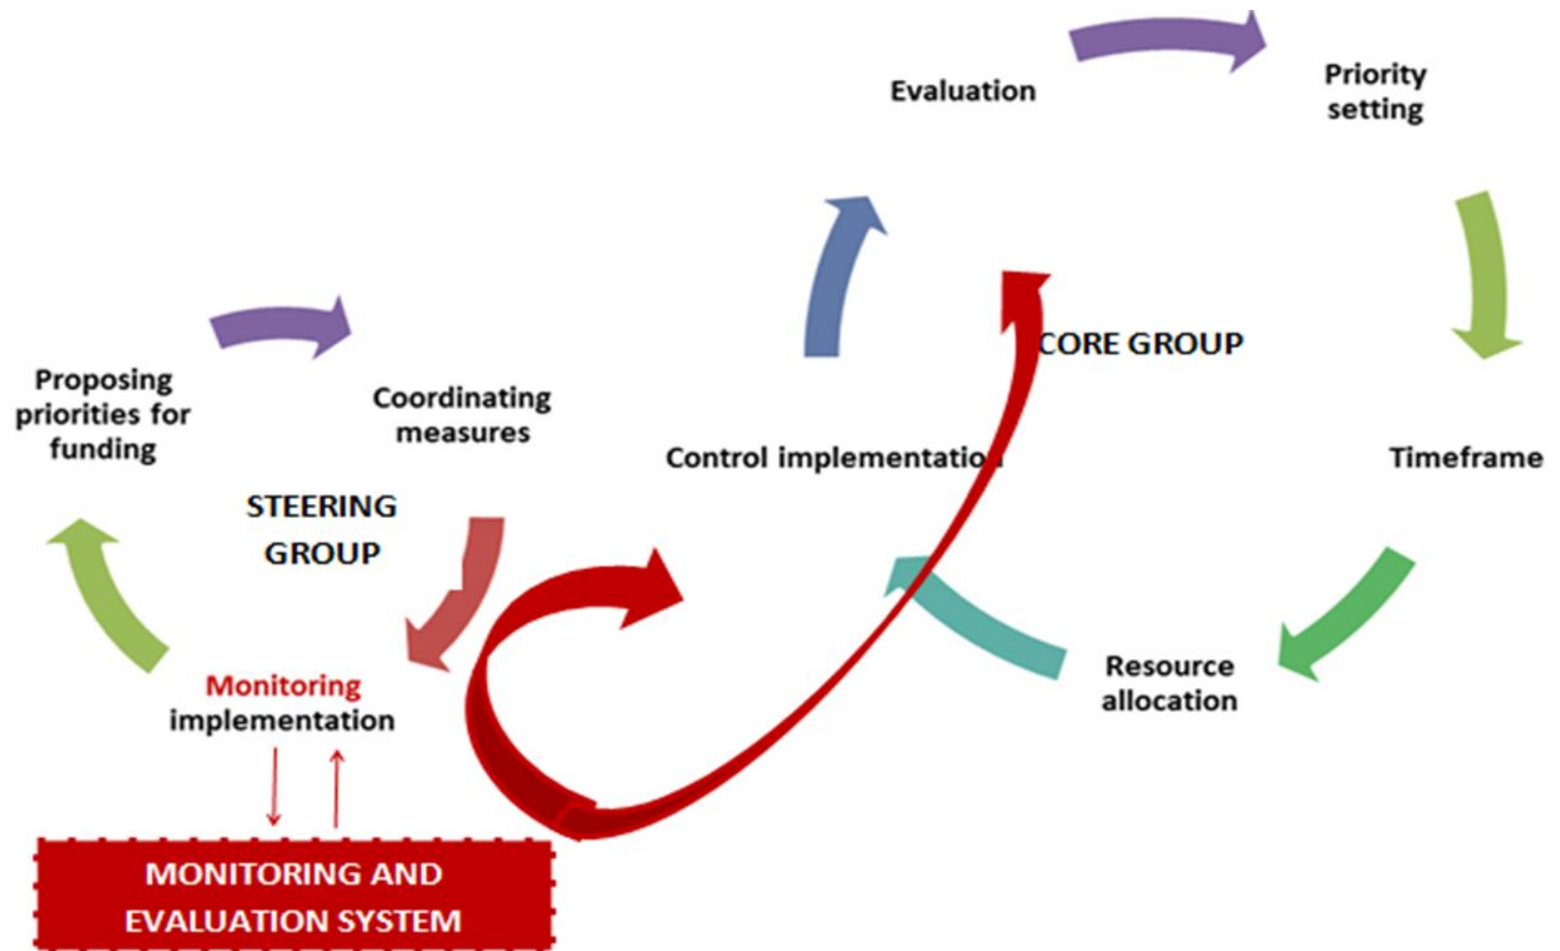 Evaluation
Priority
setting
CORE GROUP
Control implementation
Timeframe
Resource
allocation
Proposing
priorities for
funding
Coordinating
measures
STEERING
GROUP
Monitoring
implementation
MONITORING AND
EVALUATION SYSTEM